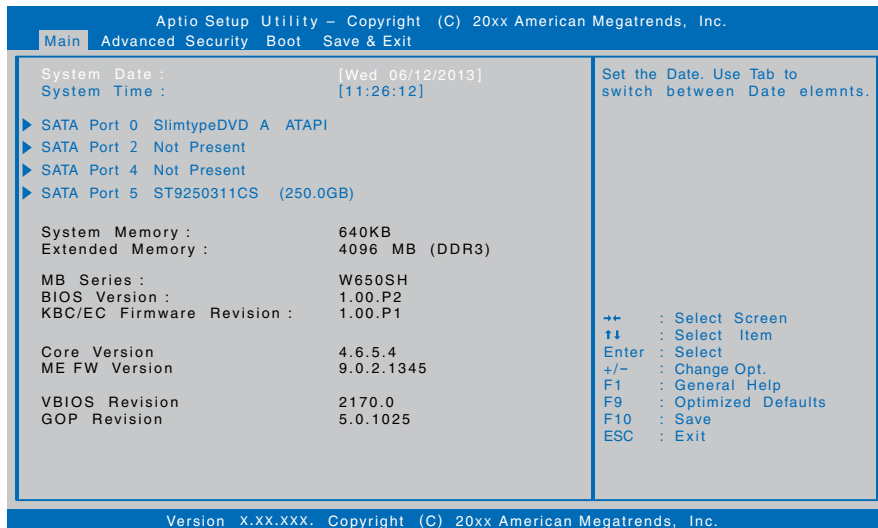 Aptio Setup Utility – Copyright (C) 20xx American Megatrends, Inc.
Main Advanced Security Boot Save & Exit
System Date : [Wed 06/12/2013]
System Time : [11:26:12]
SATA Port 0 SlimtypeDVD A ATAPI
SATA Port 2 Not Present
SATA Port 4 Not Present
SATA Port 5 ST9250311CS (250.0GB)
System Memory : 640KB
Extended Memory : 4096 MB (DDR3)
MB Series : W650SH
BIOS Version : 1.00.P2
KBC/EC Firmware Revision : 1.00.P1
Core Version 4.6.5.4
ME FW Version 9.0.2.1345
VBIOS Revision 2170.0
GOP Revision 5.0.1025
Set the Date. Use Tab to
switch between Date elemnts.
→← : Select Screen
↑↓ : Select Item
Enter : Select
+/– : Change Opt.
F1 : General Help
F9 : Optimized Defaults
F10 : Save
ESC : Exit
Version X.XX.XXX. Copyright (C) 20xx American Megatrends, Inc.